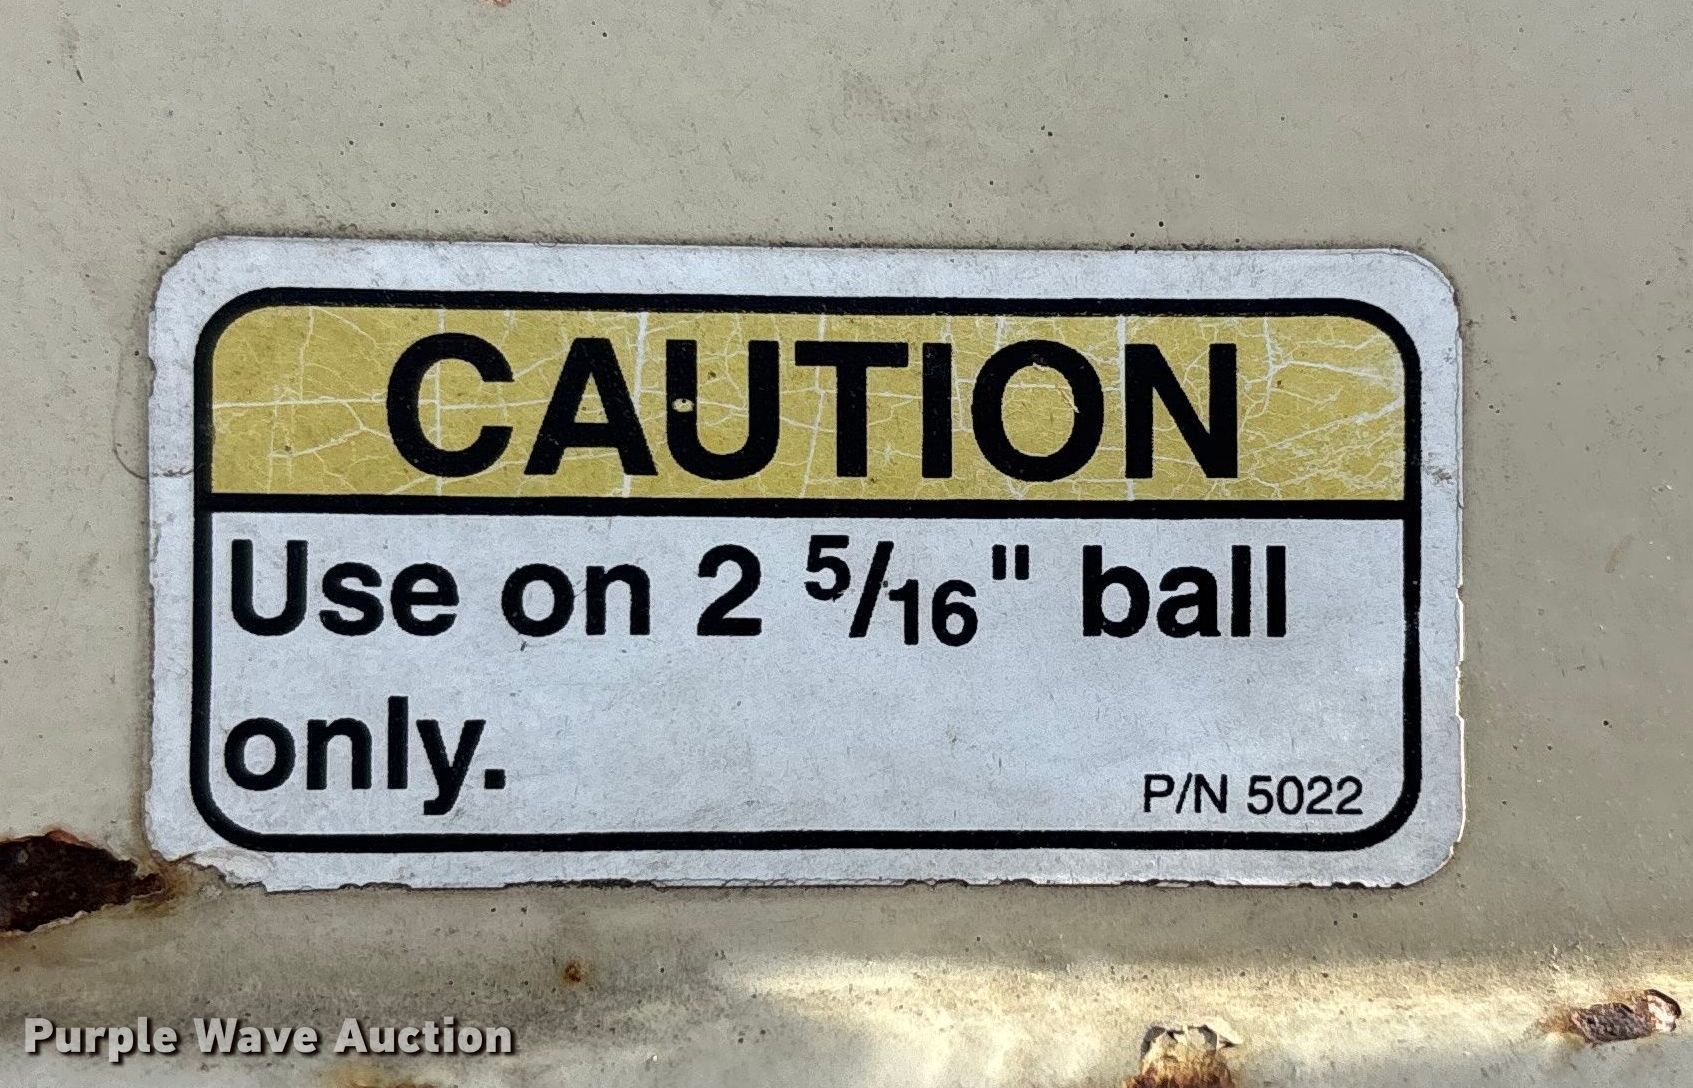 CAUTION
Use on 2 5/16" ball
only.
P/N 5022
Purple Wave Auction